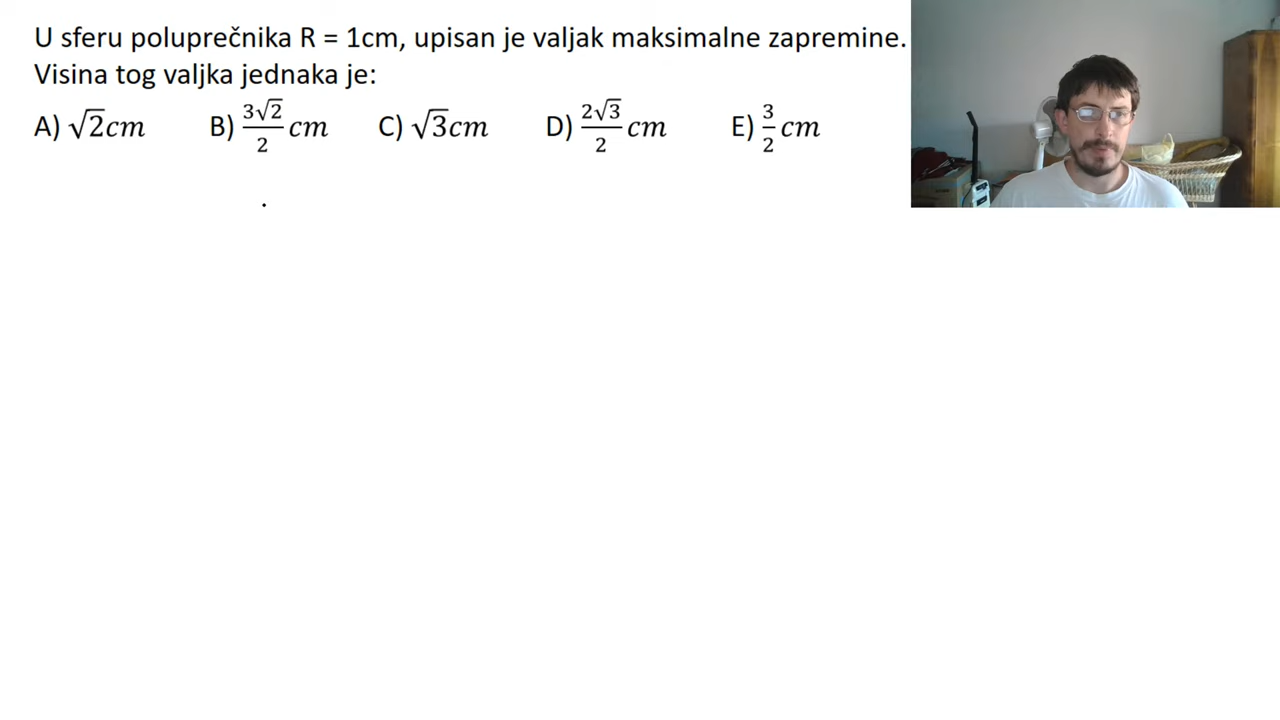 U sferu poluprečnika R = 1cm, upisan je valjak maksimalne zapremine.
Visina tog valjka jednaka je:
A) √2cm B) 3√2/2 cm C) √3cm D) 2√3/2 cm E) 3/2 cm